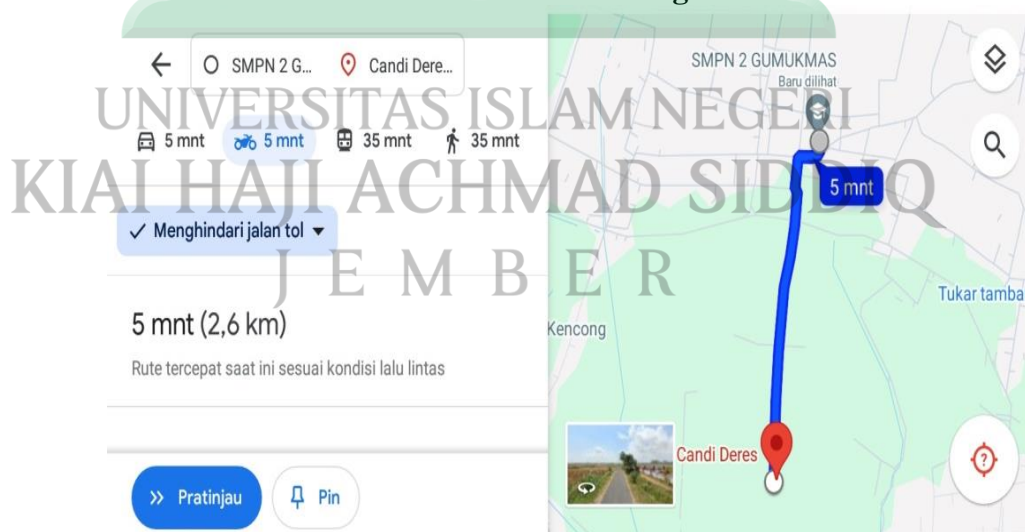 SMPN 2 G...
Candi Dere...
5 mnt
5 mnt
35 mnt
35 mnt
Menghindari jalan tol
5 mnt (2,6 km)
Rute tercepat saat ini sesuai kondisi lalu lintas
Pratinjau
Pin
SMPN 2 GUMUKMAS
Baru dilihat
5 mnt
Tukar tamba
Kencong
Candi Deres
UNIVERSITAS ISLAM NEGERI
KIAI HAJI ACHMAD SIDDIQ
JEMBER